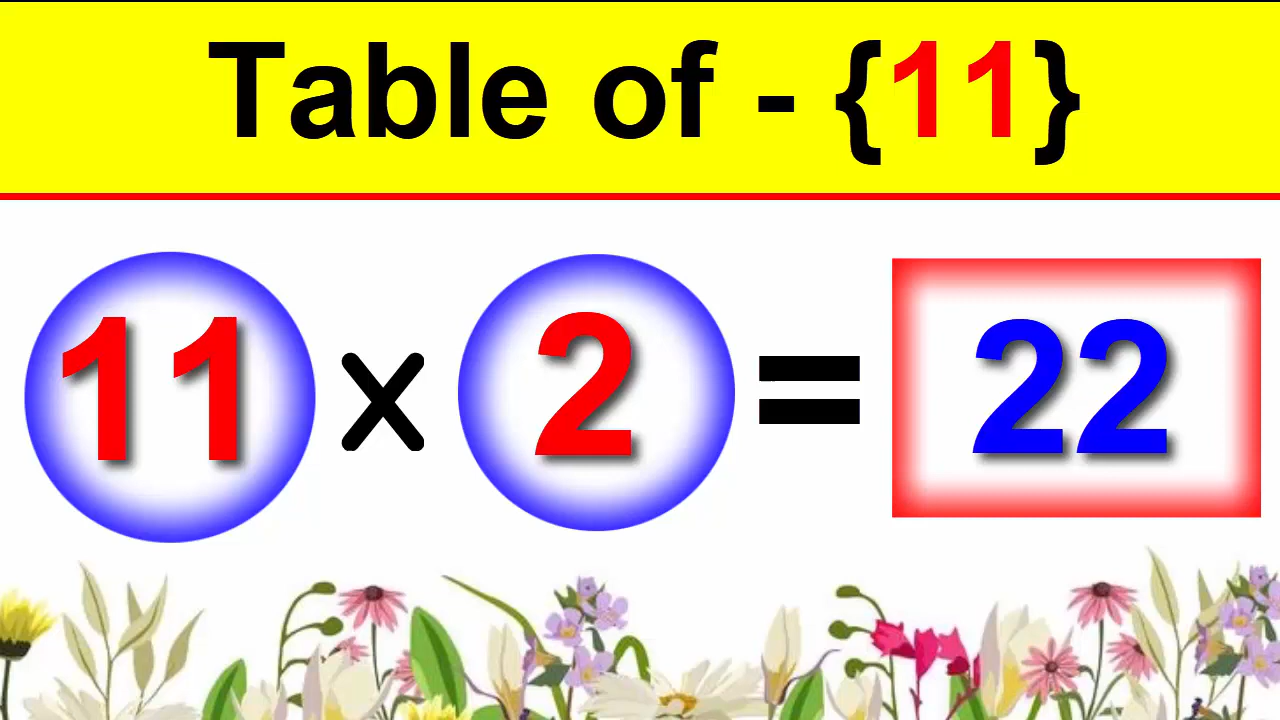 Table of - {11}
11 x 2 = 22